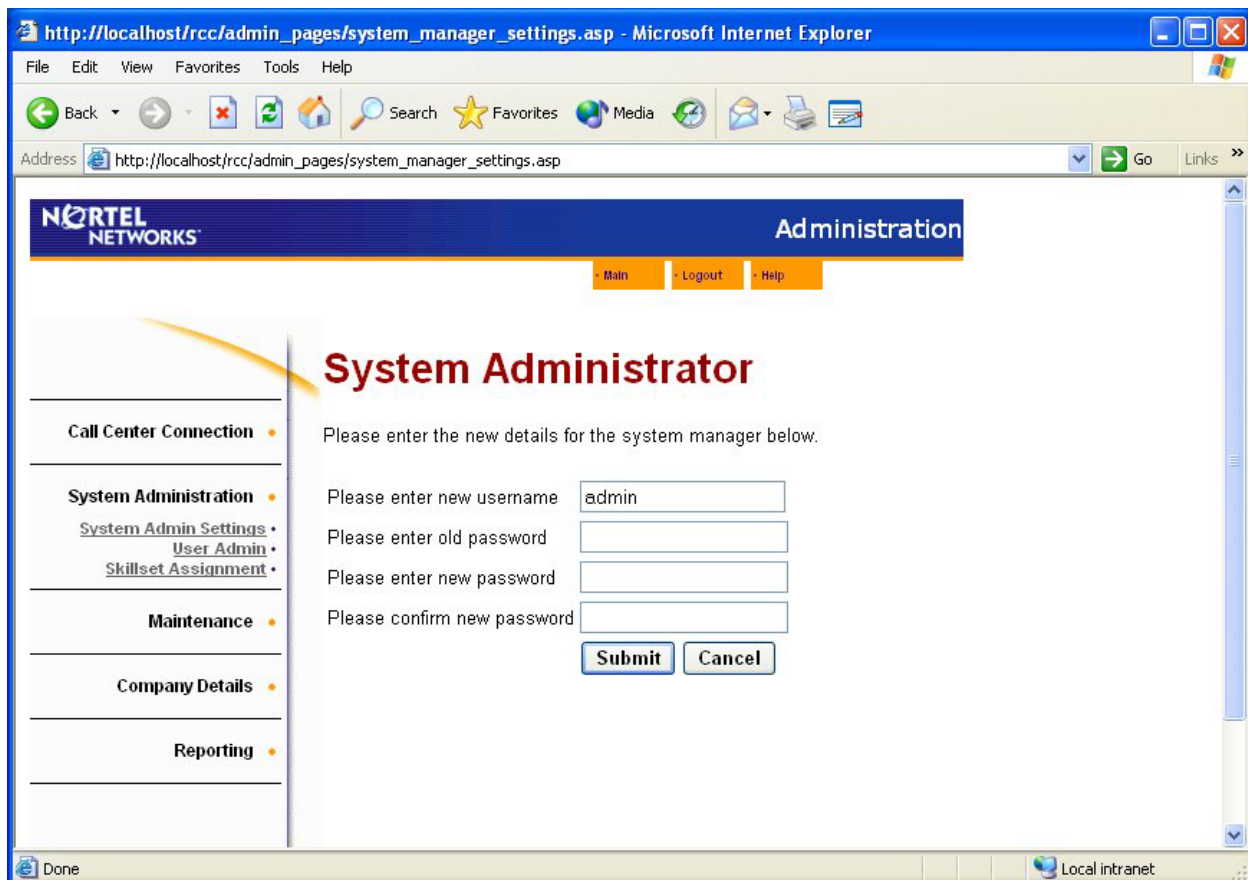 http://localhost/rcc/admin_pages/system_manager_settings.asp - Microsoft Internet Explorer
File Edit View Favorites Tools Help
Back Search Favorites Media
Address http://localhost/rcc/admin_pages/system_manager_settings.asp Go Links »
NORTEL
NETWORKS
Administration
Main Logout Help
System Administrator
Call Center Connection
Please enter the new details for the system manager below.
System Administration
System Admin Settings
User Admin
Skillset Assignment
Maintenance
Company Details
Reporting
Please enter new username admin
Please enter old password
Please enter new password
Please confirm new password
Submit Cancel
Done Local intranet